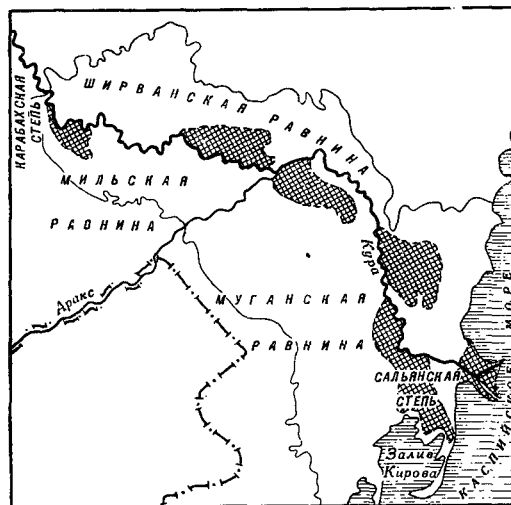 ШИРВАНСКАЯ РАВНИНА
КАРАБАХСКАЯ
СТЕПЬ
МИЛЬСКАЯ
РАВНИНА
Кура
Аракс
МУГАНСКАЯ
РАВНИНА
САЛЬЯНСКАЯ
СТЕПЬ
Залив
Кирова
КАСПИЙСКОЕ МОРЕ